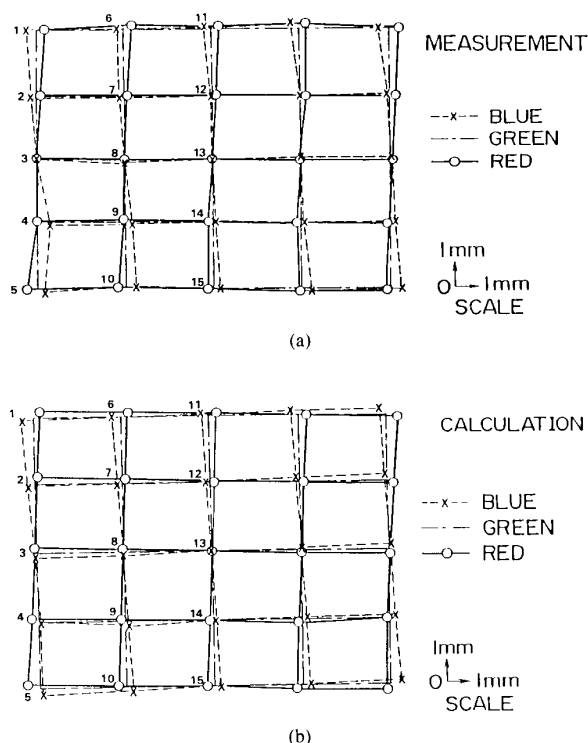 1 6 11
MEASUREMENT
2 7 12
--x-- BLUE
GREEN
3 8 13
RED
4 9 14
1mm
5 10 15
O 1mm
SCALE
(a)
1 6 11
CALCULATION
2 7 12
--x-- BLUE
GREEN
3 8 13
RED
4 9 14
1mm
5 10 15
O 1mm
SCALE
(b)